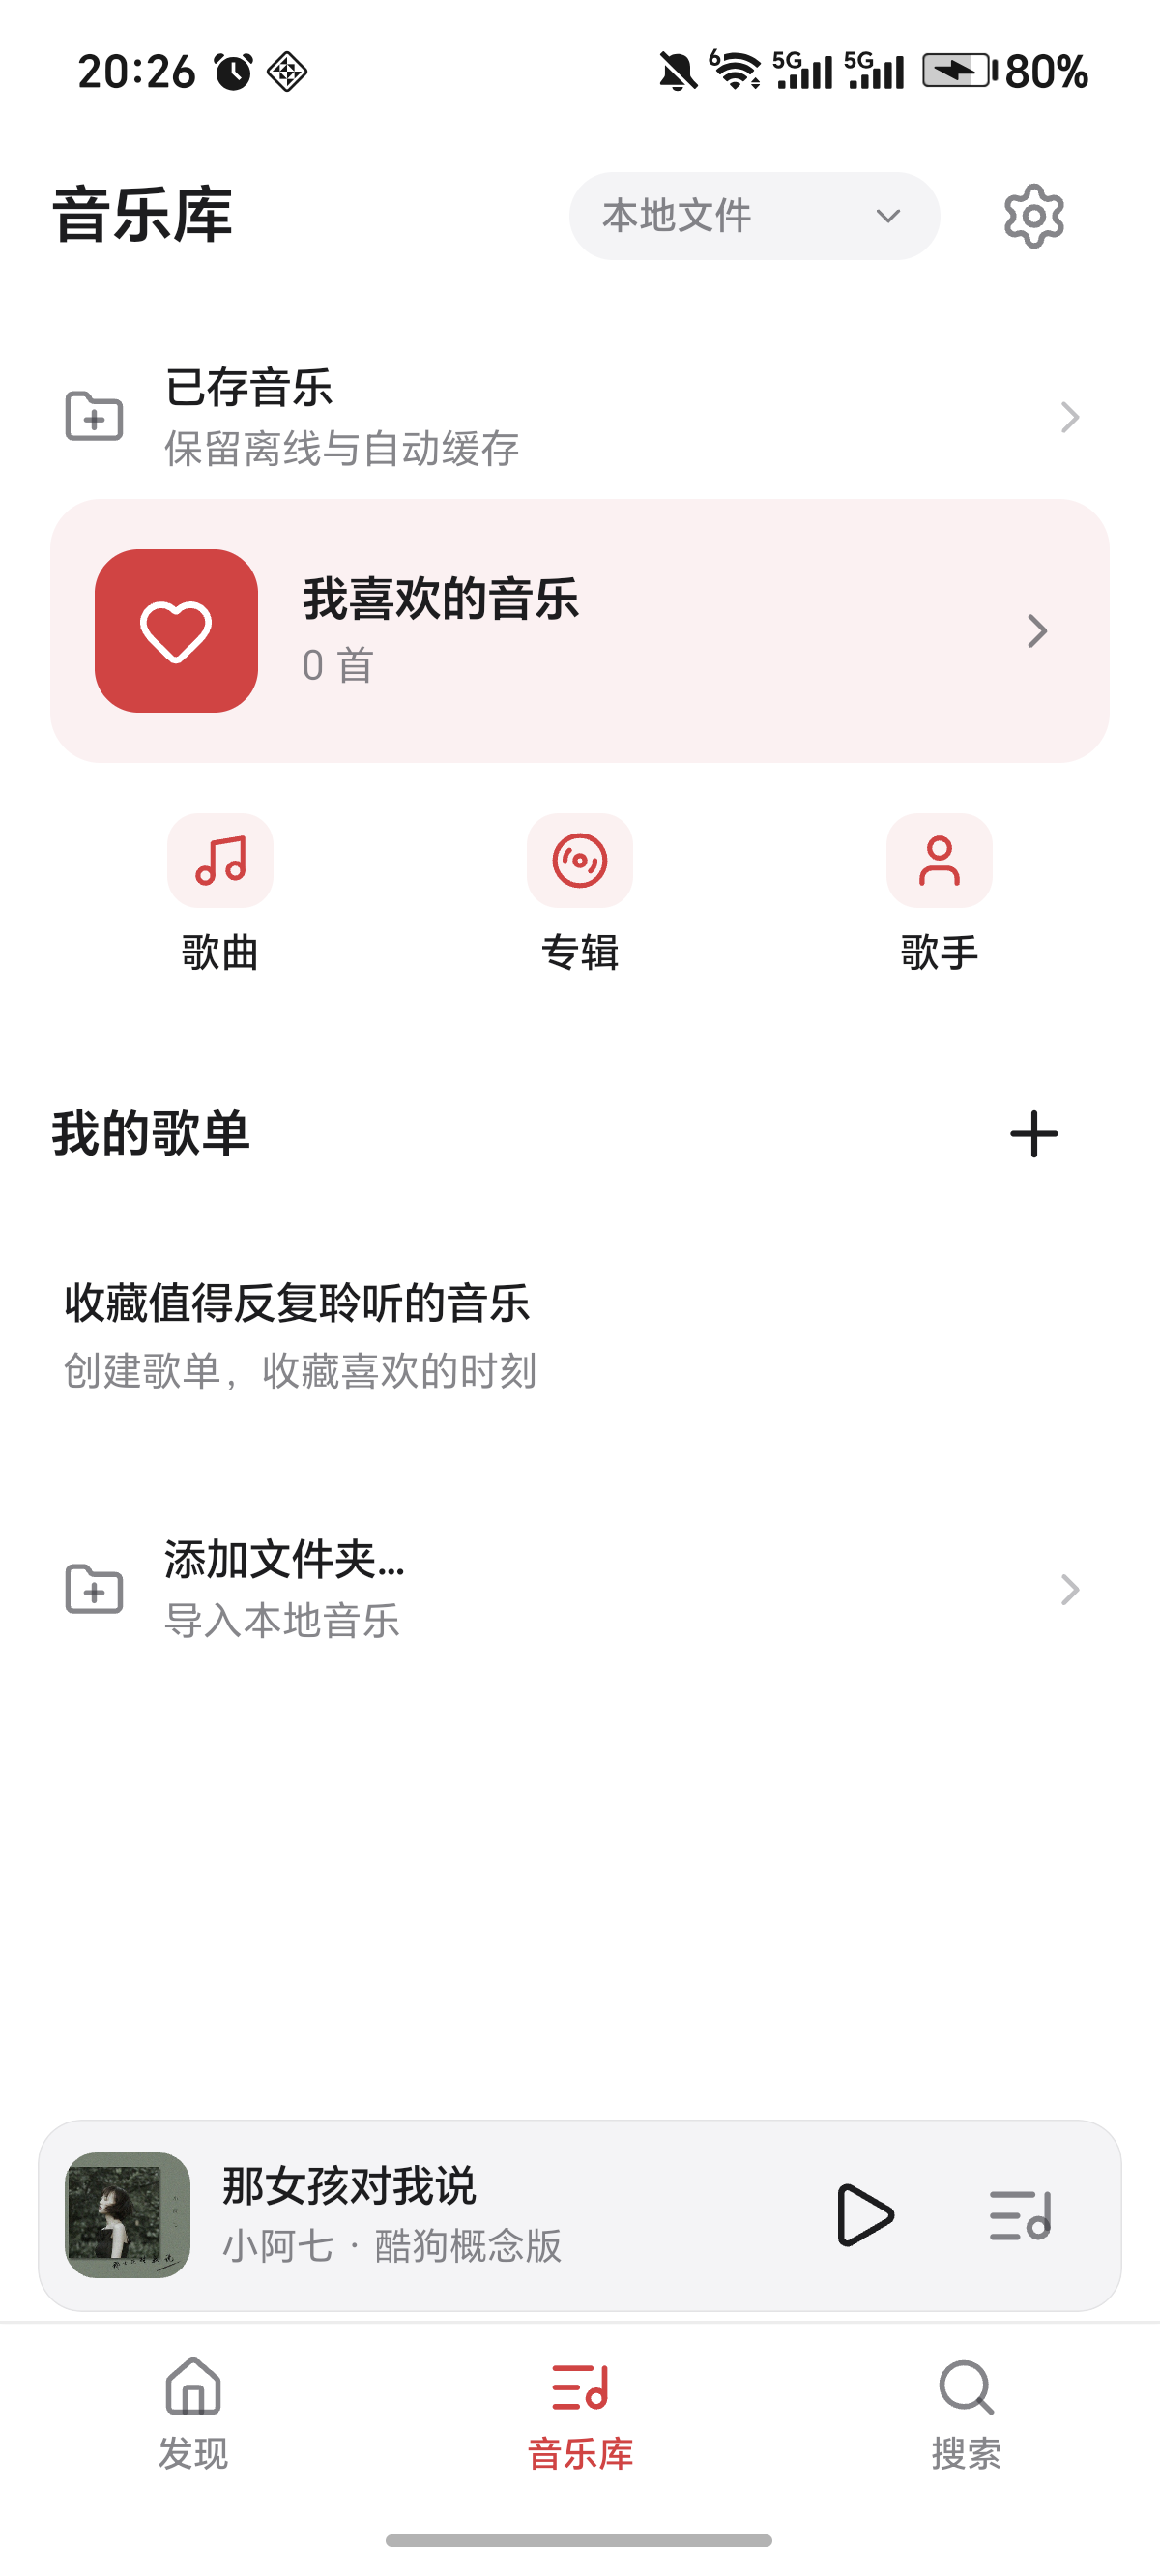 20:26
6 5G 5G 80%
音乐库
本地文件
已存音乐
保留离线与自动缓存
我喜欢的音乐
0 首
歌曲
专辑
歌手
我的歌单
收藏值得反复聆听的音乐
创建歌单，收藏喜欢的时刻
添加文件夹...
导入本地音乐
那女孩对我说
小阿七 · 酷狗概念版
发现
音乐库
搜索